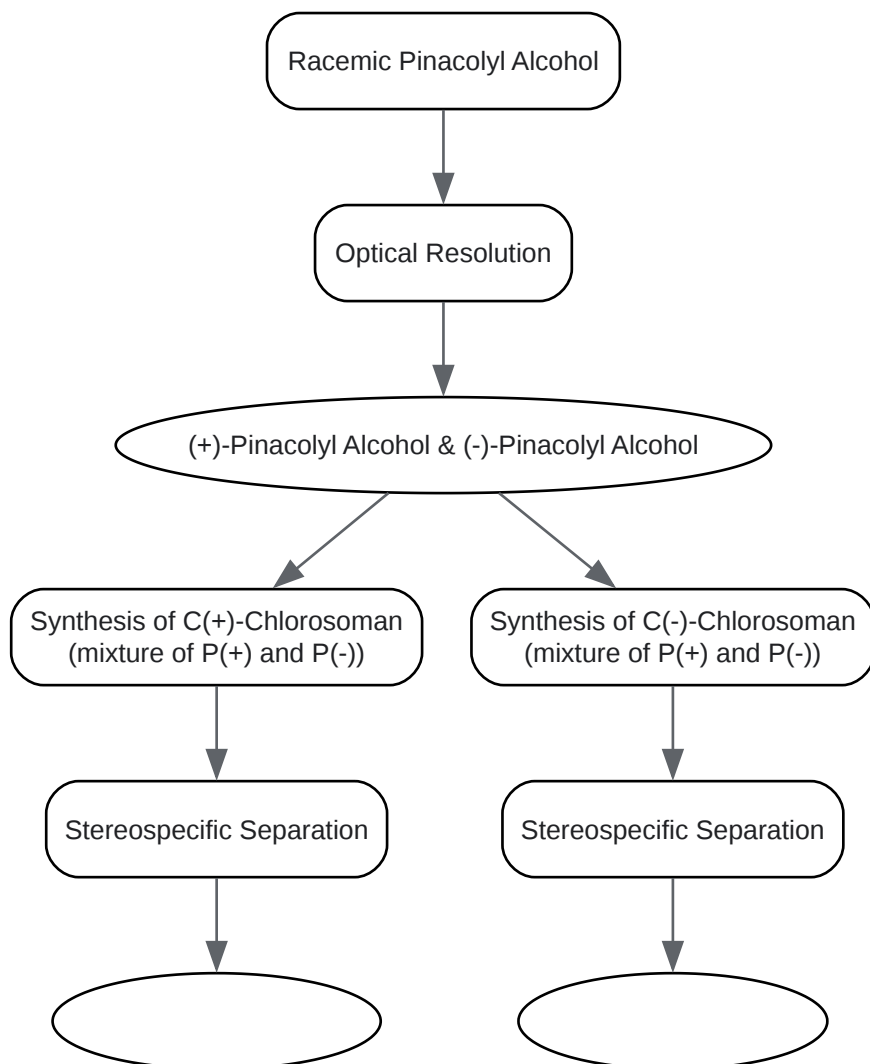 Racemic Pinacolyl Alcohol
Optical Resolution
(+)-Pinacolyl Alcohol & (-)-Pinacolyl Alcohol
Synthesis of C(+)-Chlorosoman
(mixture of P(+) and P(-))
Synthesis of C(-)-Chlorosoman
(mixture of P(+) and P(-))
Stereospecific Separation
Stereospecific Separation